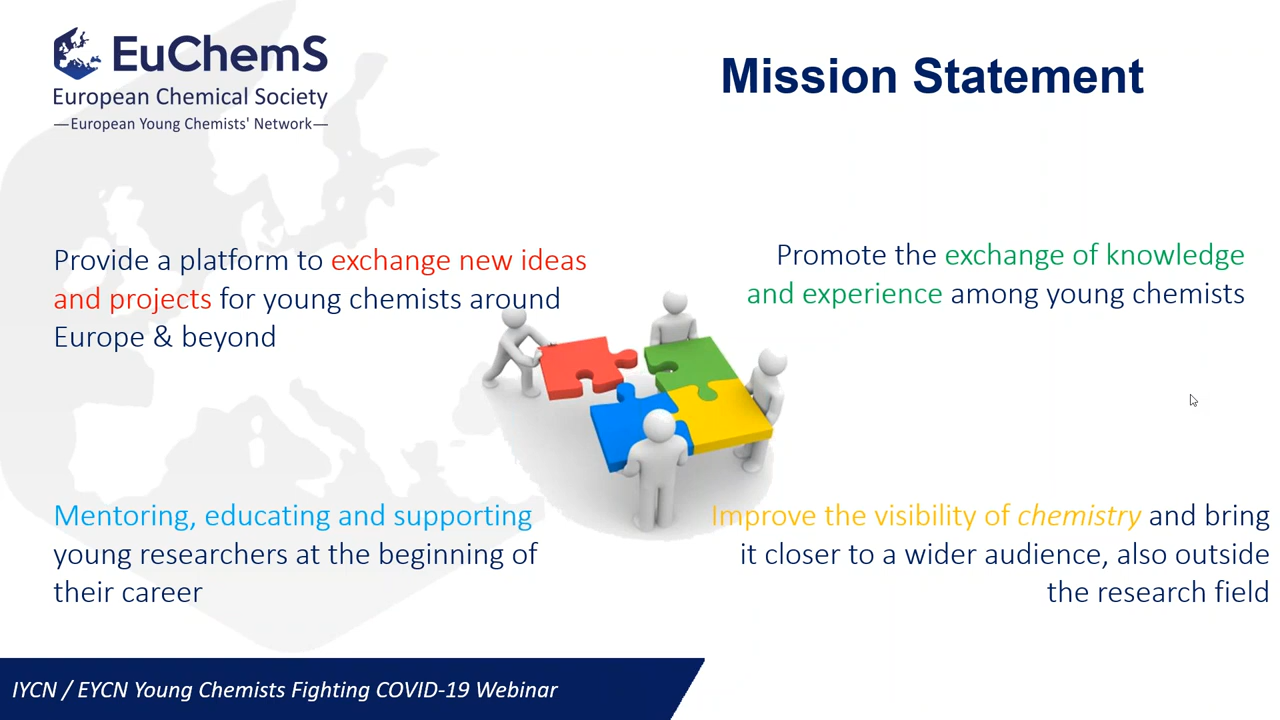 EuChemS
European Chemical Society
—European Young Chemists' Network—
Mission Statement
Provide a platform to exchange new ideas
and projects for young chemists around
Europe & beyond
Promote the exchange of knowledge
and experience among young chemists
Mentoring, educating and supporting
young researchers at the beginning of
their career
Improve the visibility of chemistry and bring
it closer to a wider audience, also outside
the research field
IYCN / EYCN Young Chemists Fighting COVID-19 Webinar